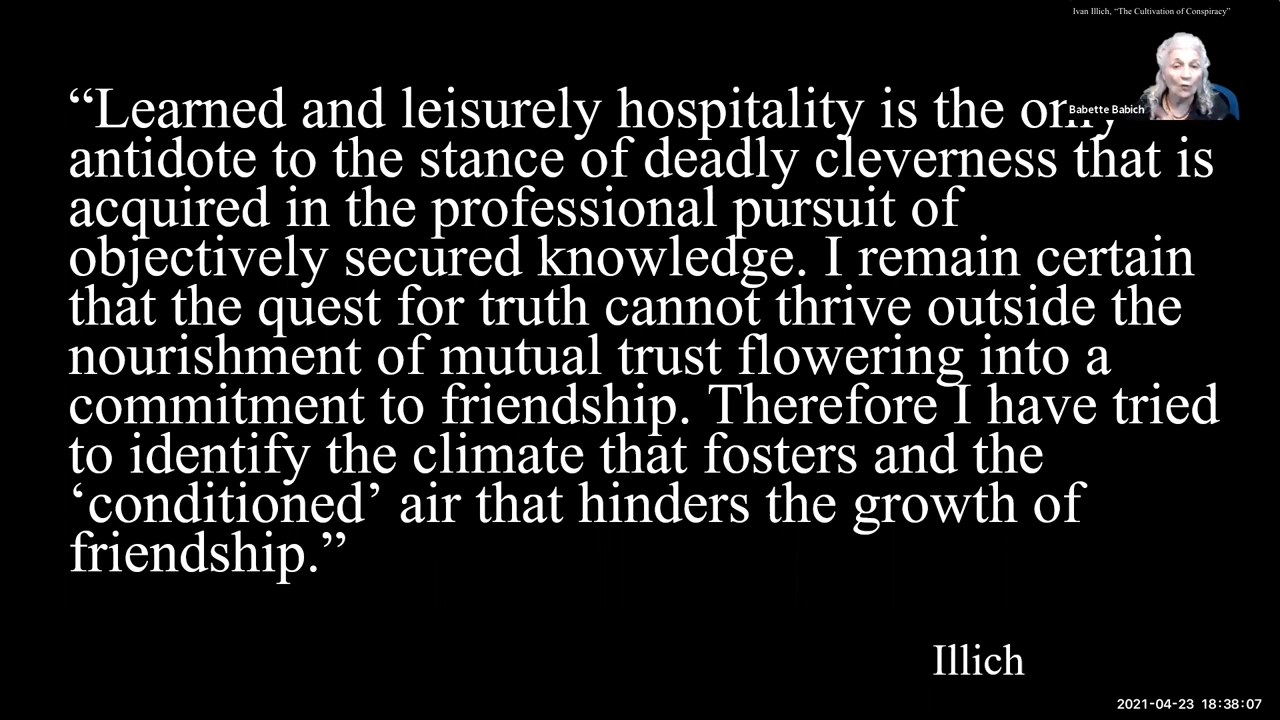 Ivan Illich, “The Cultivation of Conspiracy”
“Learned and leisurely hospitality is the only
Babette Babich
antidote to the stance of deadly cleverness that is
acquired in the professional pursuit of
objectively secured knowledge. I remain certain
that the quest for truth cannot thrive outside the
nourishment of mutual trust flowering into a
commitment to friendship. Therefore I have tried
to identify the climate that fosters and the
‘conditioned’ air that hinders the growth of
friendship.”
Illich
2021-04-23 18:38:07